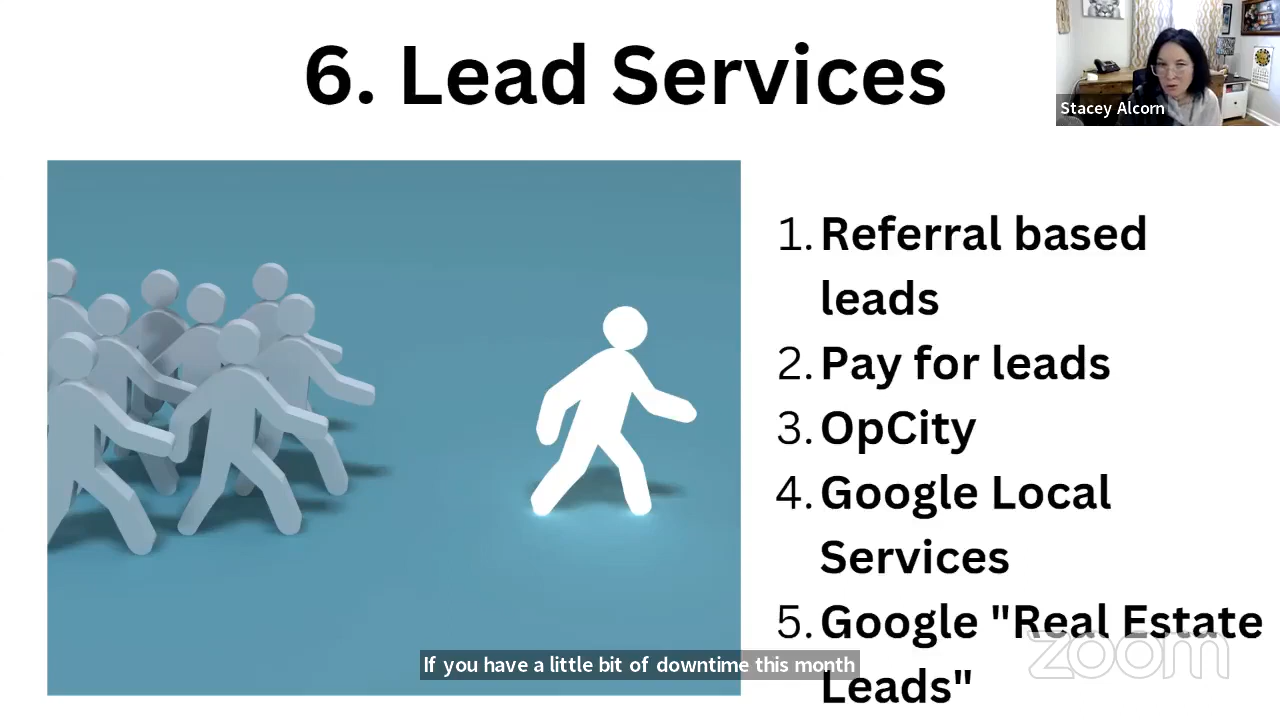 6. Lead Services
Stacey Alcorn
1. Referral based
leads
2. Pay for leads
3. OpCity
4. Google Local
Services
5. Google "Real Estate
Leads"
If you have a little bit of downtime this month
zoom